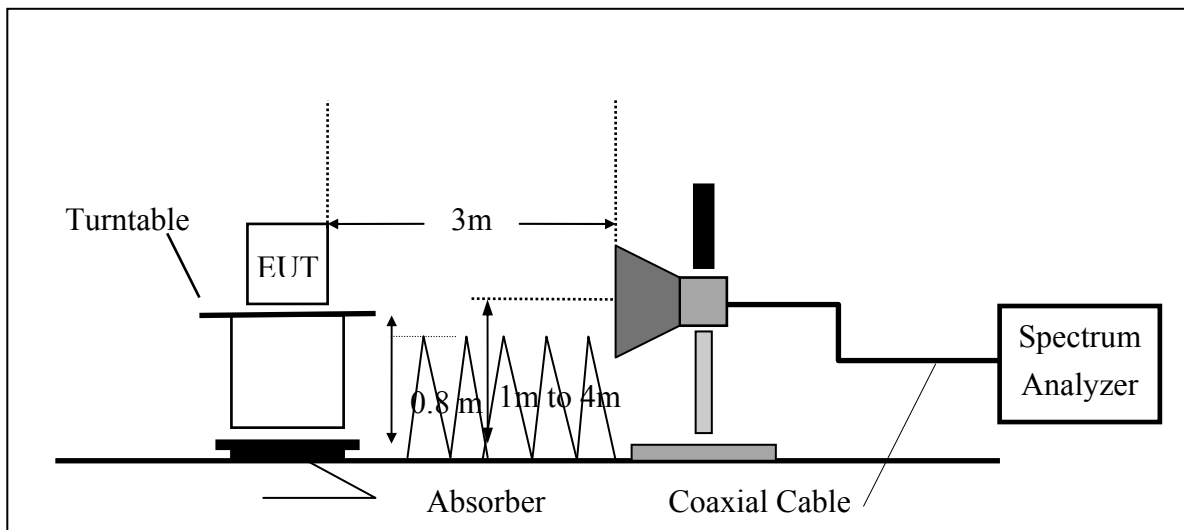 Turntable
3m
EUT
0.8 m
1m to 4m
Spectrum
Analyzer
Absorber
Coaxial Cable